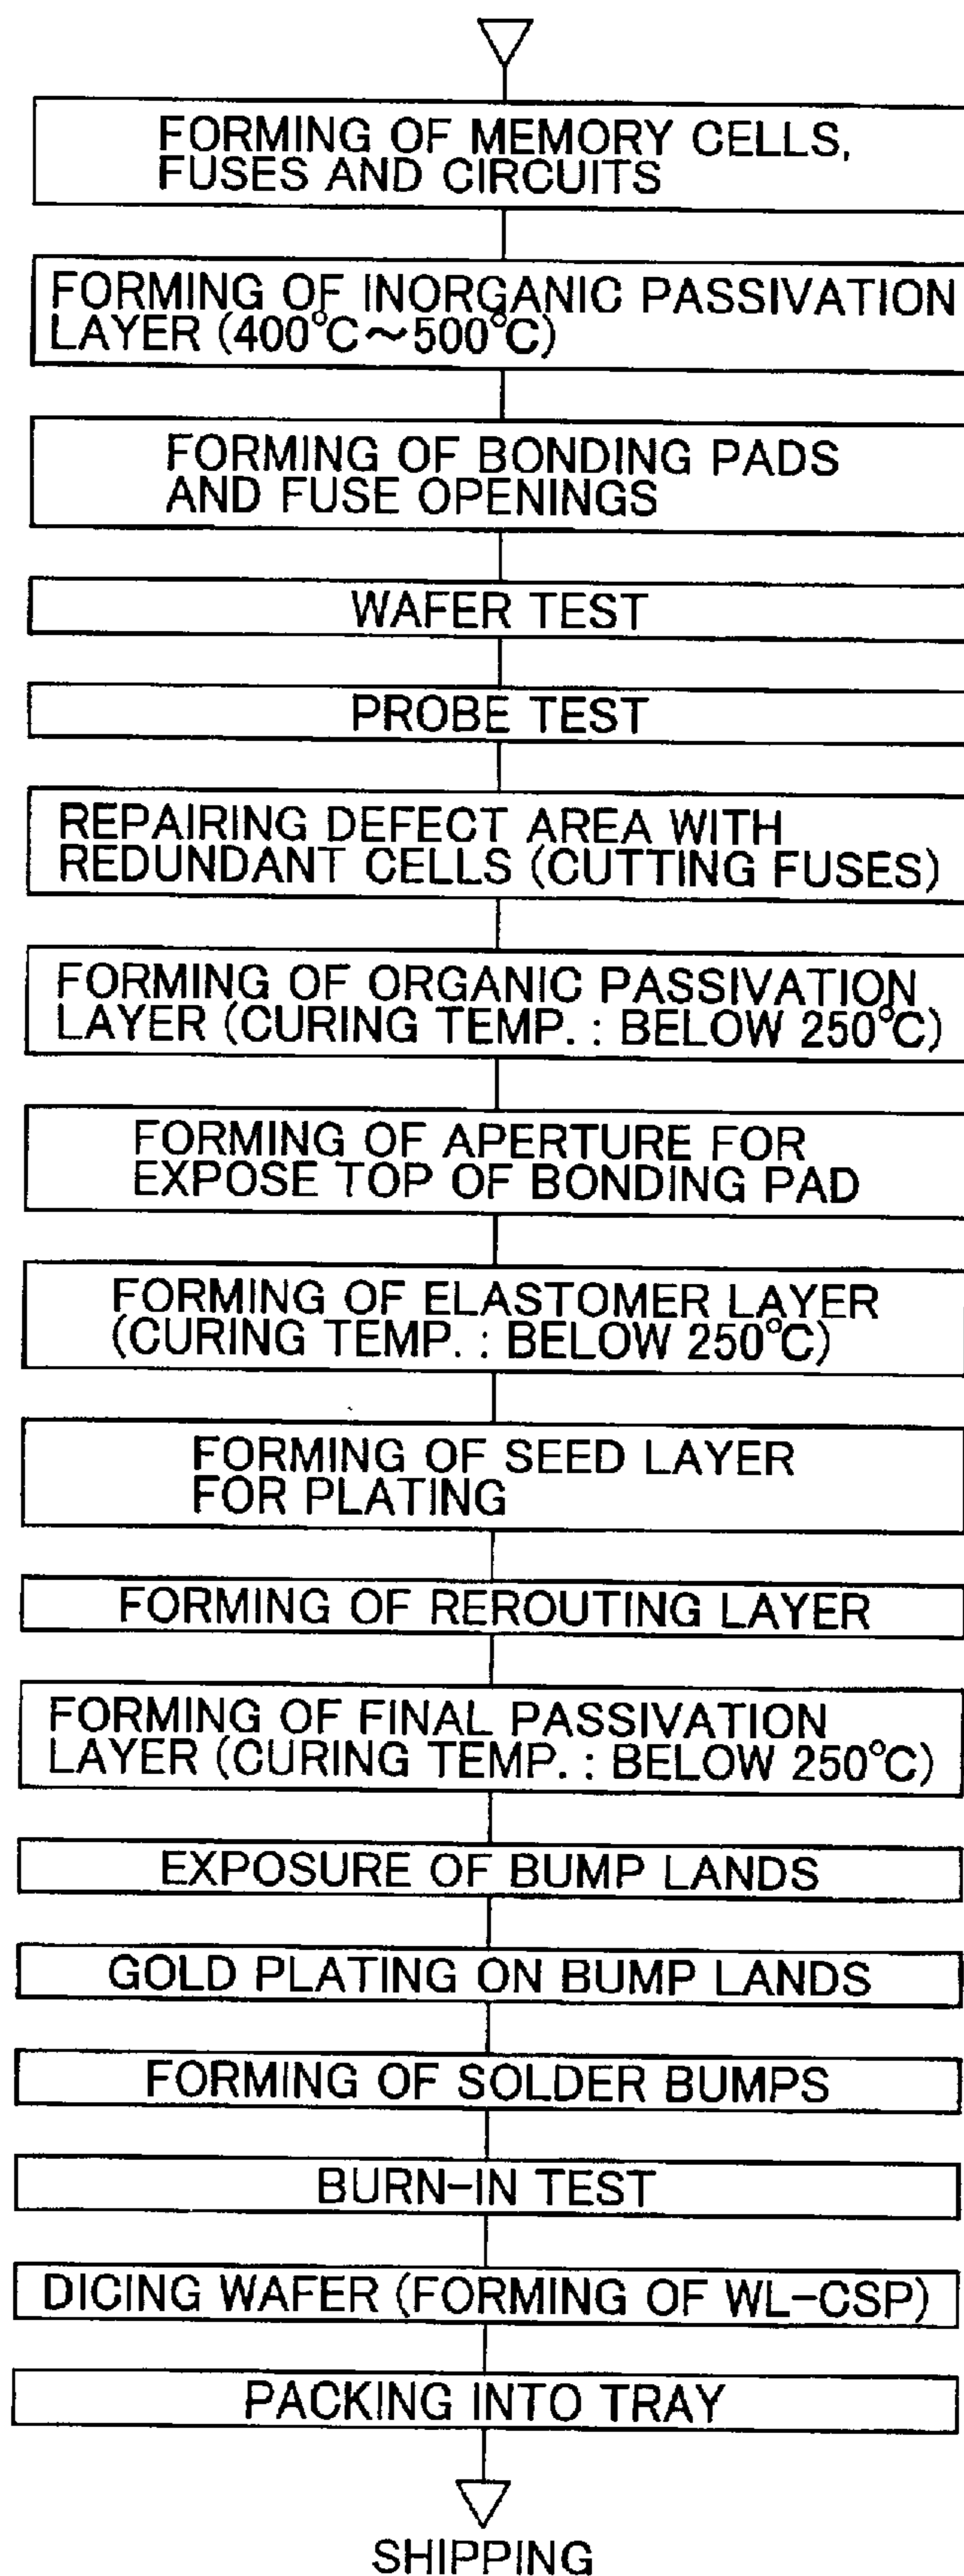 FORMING OF MEMORY CELLS,
FUSES AND CIRCUITS
FORMING OF INORGANIC PASSIVATION
LAYER (400°C～500°C)
FORMING OF BONDING PADS
AND FUSE OPENINGS
WAFER TEST
PROBE TEST
REPAIRING DEFECT AREA WITH
REDUNDANT CELLS (CUTTING FUSES)
FORMING OF ORGANIC PASSIVATION
LAYER (CURING TEMP. : BELOW 250°C)
FORMING OF APERTURE FOR
EXPOSE TOP OF BONDING PAD
FORMING OF ELASTOMER LAYER
(CURING TEMP. : BELOW 250°C)
FORMING OF SEED LAYER
FOR PLATING
FORMING OF REROUTING LAYER
FORMING OF FINAL PASSIVATION
LAYER (CURING TEMP. : BELOW 250°C)
EXPOSURE OF BUMP LANDS
GOLD PLATING ON BUMP LANDS
FORMING OF SOLDER BUMPS
BURN-IN TEST
DICING WAFER (FORMING OF WL-CSP)
PACKING INTO TRAY
SHIPPING